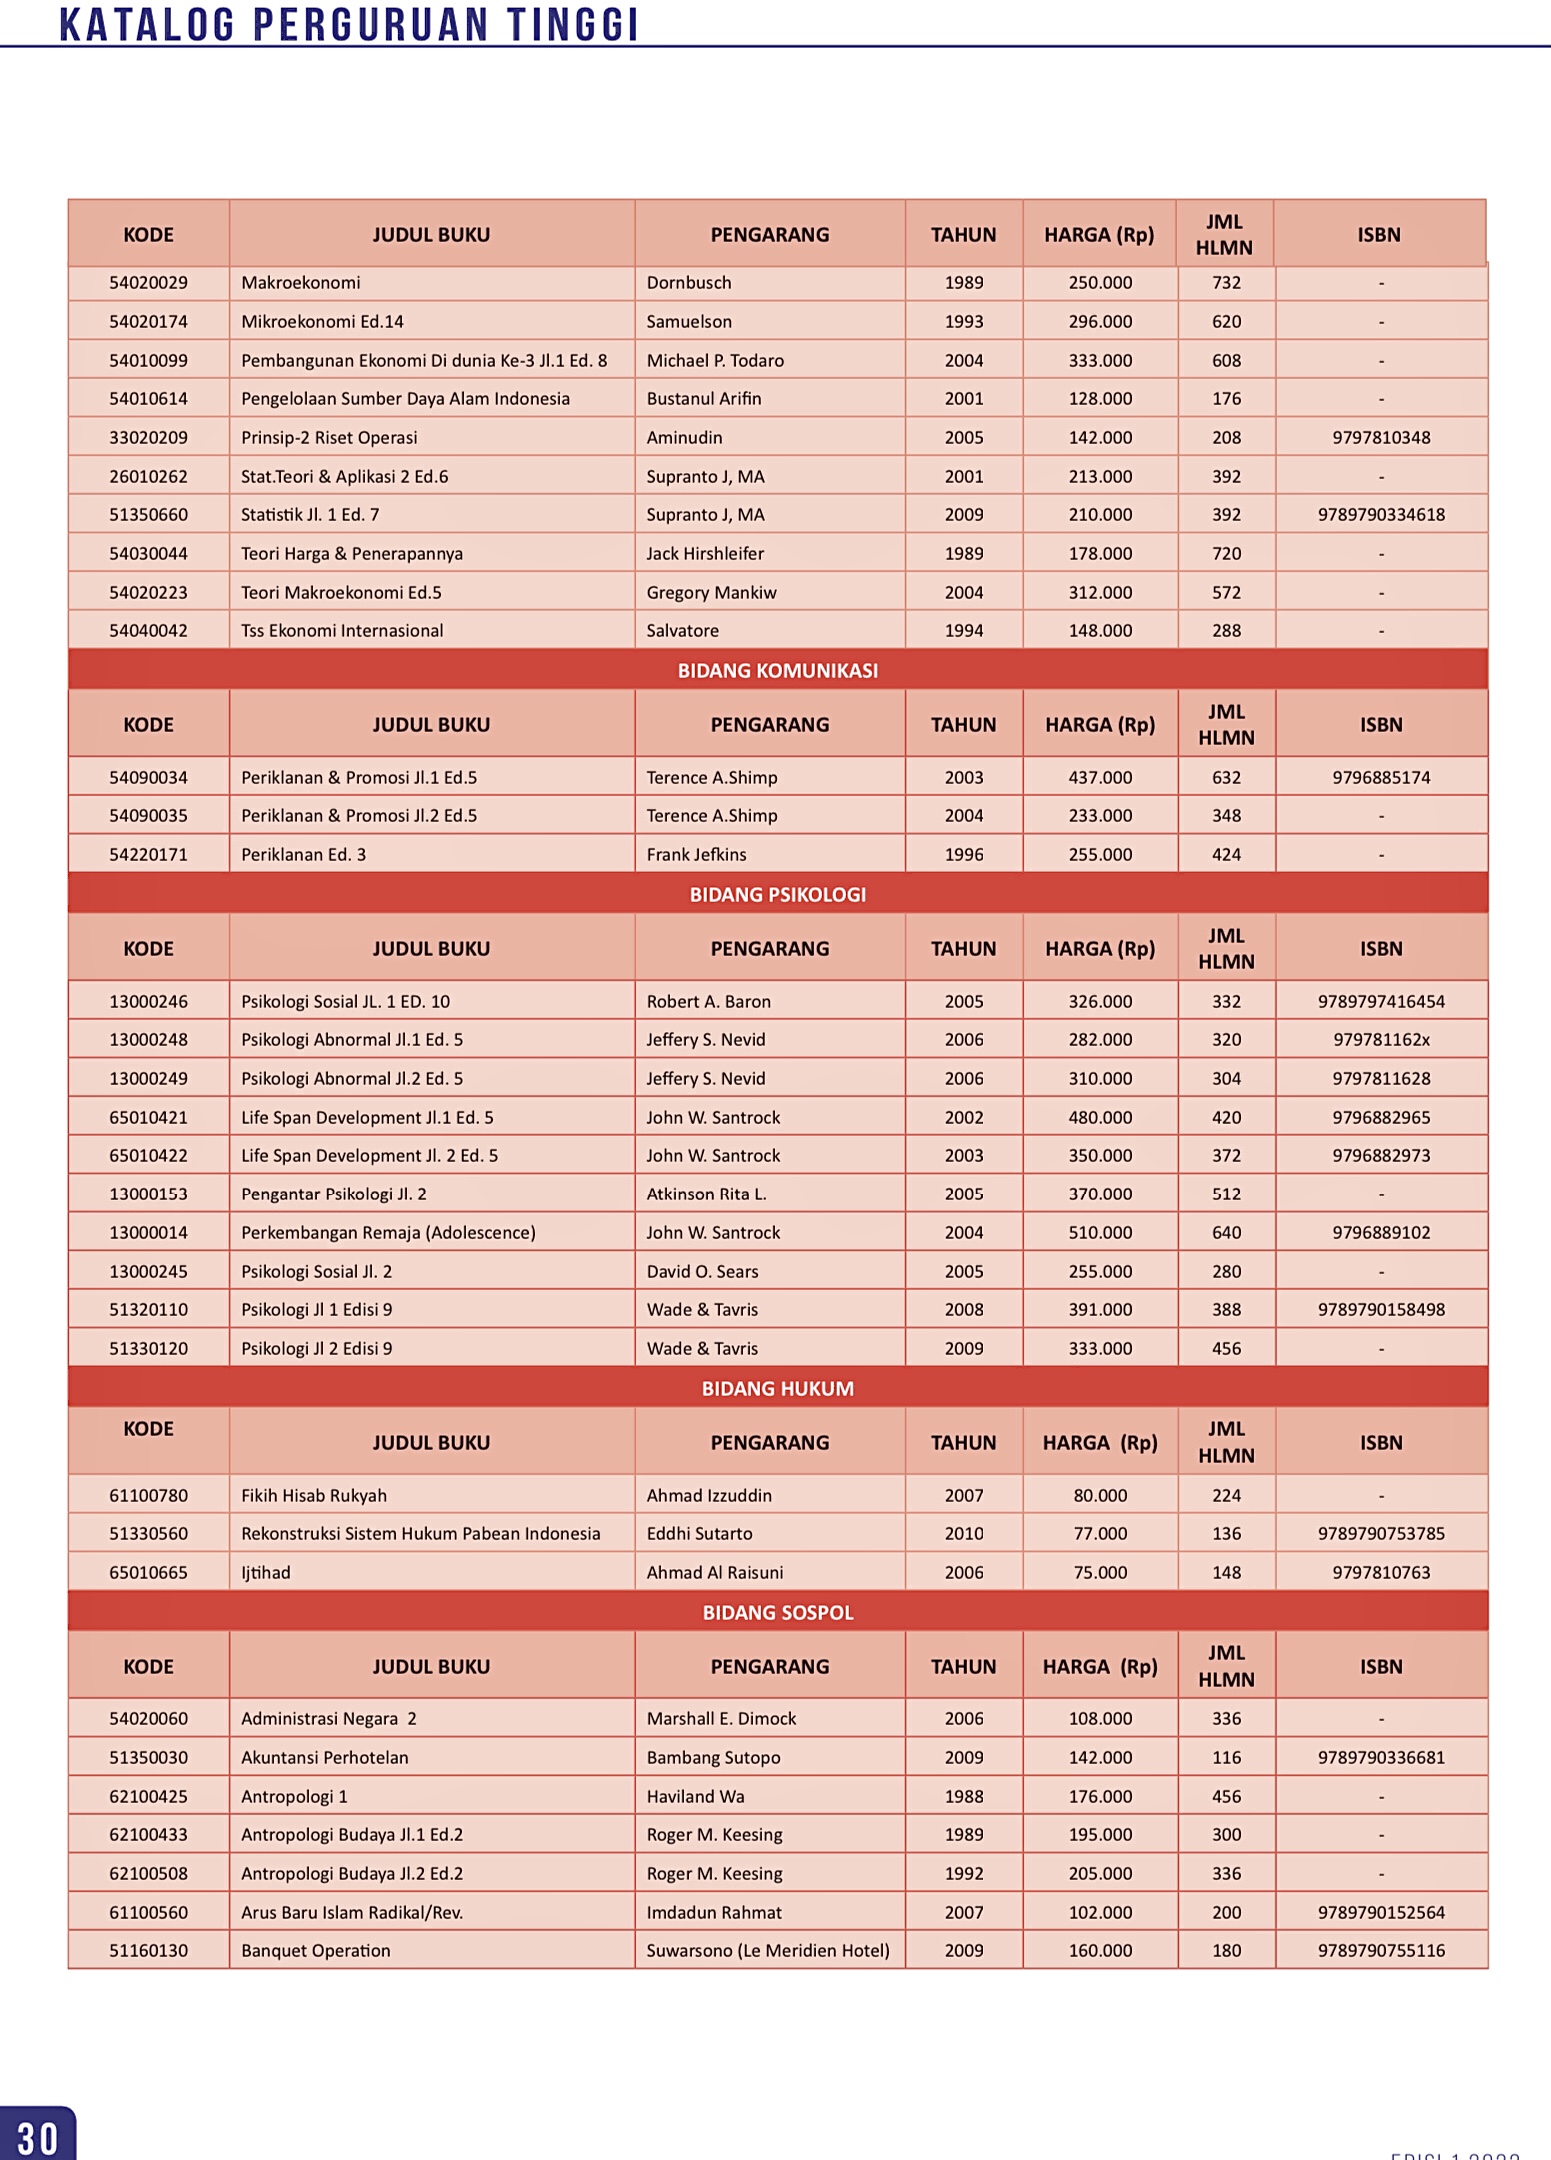 KATALOG PERGURUAN TINGGI
KODE JUDUL BUKU PENGARANG TAHUN HARGA (Rp) JML HLMN ISBN
54020029 Makroekonomi Dornbusch 1989 250.000 732 -
54020174 Mikroekonomi Ed.14 Samuelson 1993 296.000 620 -
54010099 Pembangunan Ekonomi Di dunia Ke-3 Jl.1 Ed. 8 Michael P. Todaro 2004 333.000 608 -
54010614 Pengelolaan Sumber Daya Alam Indonesia Bustanul Arifin 2001 128.000 176 -
33020209 Prinsip-2 Riset Operasi Aminudin 2005 142.000 208 9797810348
26010262 Stat.Teori & Aplikasi 2 Ed.6 Supranto J, MA 2001 213.000 392 -
51350660 Statistik Jl. 1 Ed. 7 Supranto J, MA 2009 210.000 392 9789790334618
54030044 Teori Harga & Penerapannya Jack Hirshleifer 1989 178.000 720 -
54020223 Teori Makroekonomi Ed.5 Gregory Mankiw 2004 312.000 572 -
54040042 Tss Ekonomi Internasional Salvatore 1994 148.000 288 -
BIDANG KOMUNIKASI
KODE JUDUL BUKU PENGARANG TAHUN HARGA (Rp) JML HLMN ISBN
54090034 Periklanan & Promosi Jl.1 Ed.5 Terence A.Shimp 2003 437.000 632 9796885174
54090035 Periklanan & Promosi Jl.2 Ed.5 Terence A.Shimp 2004 233.000 348 -
54220171 Periklanan Ed. 3 Frank Jefkins 1996 255.000 424 -
BIDANG PSIKOLOGI
KODE JUDUL BUKU PENGARANG TAHUN HARGA (Rp) JML HLMN ISBN
13000246 Psikologi Sosial JL. 1 ED. 10 Robert A. Baron 2005 326.000 332 9789797416454
13000248 Psikologi Abnormal Jl.1 Ed. 5 Jeffery S. Nevid 2006 282.000 320 979781162x
13000249 Psikologi Abnormal Jl.2 Ed. 5 Jeffery S. Nevid 2006 310.000 304 9797811628
65010421 Life Span Development Jl.1 Ed. 5 John W. Santrock 2002 480.000 420 9796882965
65010422 Life Span Development Jl. 2 Ed. 5 John W. Santrock 2003 350.000 372 9796882973
13000153 Pengantar Psikologi Jl. 2 Atkinson Rita L. 2005 370.000 512 -
13000014 Perkembangan Remaja (Adolescence) John W. Santrock 2004 510.000 640 9796889102
13000245 Psikologi Sosial Jl. 2 David O. Sears 2005 255.000 280 -
51320110 Psikologi Jl 1 Edisi 9 Wade & Tavris 2008 391.000 388 9789790158498
51330120 Psikologi Jl 2 Edisi 9 Wade & Tavris 2009 333.000 456 -
BIDANG HUKUM
KODE JUDUL BUKU PENGARANG TAHUN HARGA (Rp) JML HLMN ISBN
61100780 Fikih Hisab Rukyah Ahmad Izzuddin 2007 80.000 224 -
51330560 Rekonstruksi Sistem Hukum Pabean Indonesia Eddhi Sutarto 2010 77.000 136 9789790753785
65010665 Ijtihad Ahmad Al Raisuni 2006 75.000 148 9797810763
BIDANG SOSPOL
KODE JUDUL BUKU PENGARANG TAHUN HARGA (Rp) JML HLMN ISBN
54020060 Administrasi Negara 2 Marshall E. Dimock 2006 108.000 336 -
51350030 Akuntansi Perhotelan Bambang Sutopo 2009 142.000 116 9789790336681
62100425 Antropologi 1 Haviland Wa 1988 176.000 456 -
62100433 Antropologi Budaya Jl.1 Ed.2 Roger M. Keesing 1989 195.000 300 -
62100508 Antropologi Budaya Jl.2 Ed.2 Roger M. Keesing 1992 205.000 336 -
61100560 Arus Baru Islam Radikal/Rev. Imdadun Rahmat 2007 102.000 200 9789790152564
51160130 Banquet Operation Suwarsono (Le Meridien Hotel) 2009 160.000 180 9789790755116
30